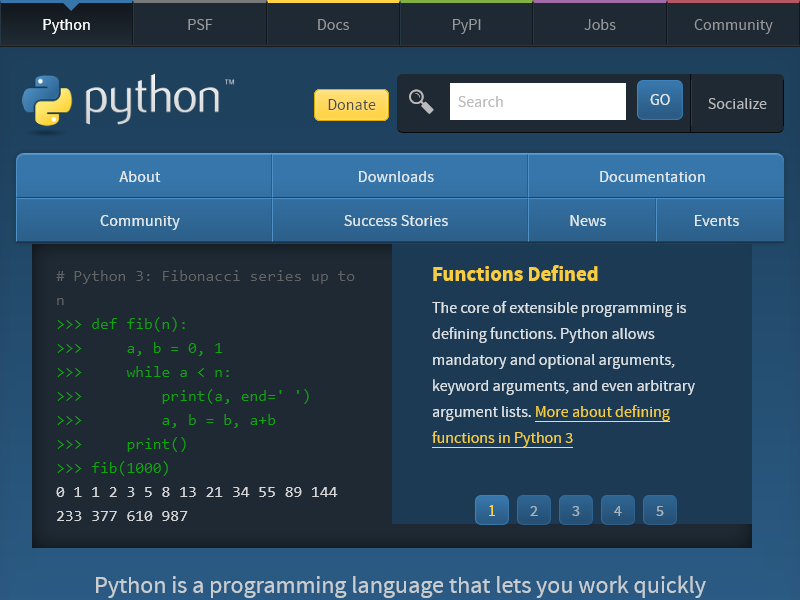 Python
PSF
Docs
PyPI
Jobs
Community
python™
Donate
Search
GO
Socialize
About
Downloads
Documentation
Community
Success Stories
News
Events
# Python 3: Fibonacci series up to
n
>>> def fib(n):
>>>     a, b = 0, 1
>>>     while a < n:
>>>         print(a, end=' ')
>>>         a, b = b, a+b
>>>     print()
>>> fib(1000)
0 1 1 2 3 5 8 13 21 34 55 89 144
233 377 610 987
Functions Defined
The core of extensible programming is
defining functions. Python allows
mandatory and optional arguments,
keyword arguments, and even arbitrary
argument lists. More about defining
functions in Python 3
1
2
3
4
5
Python is a programming language that lets you work quickly